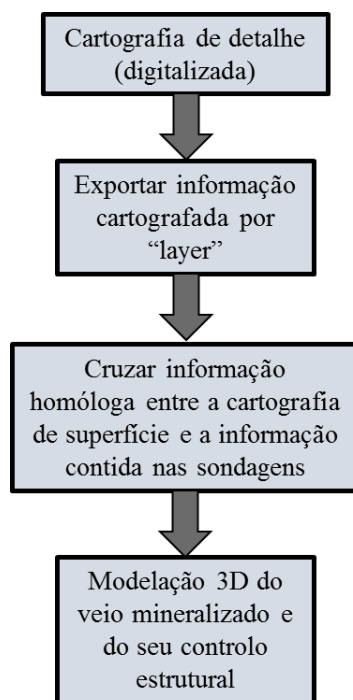 Cartografia de detalhe
(digitalizada)
Exportar informação
cartografada por
“layer”
Cruzar informação
homóloga entre a cartografia
de superfície e a informação
contida nas sondagens
Modelação 3D do
veio mineralizado e
do seu controlo
estrutural